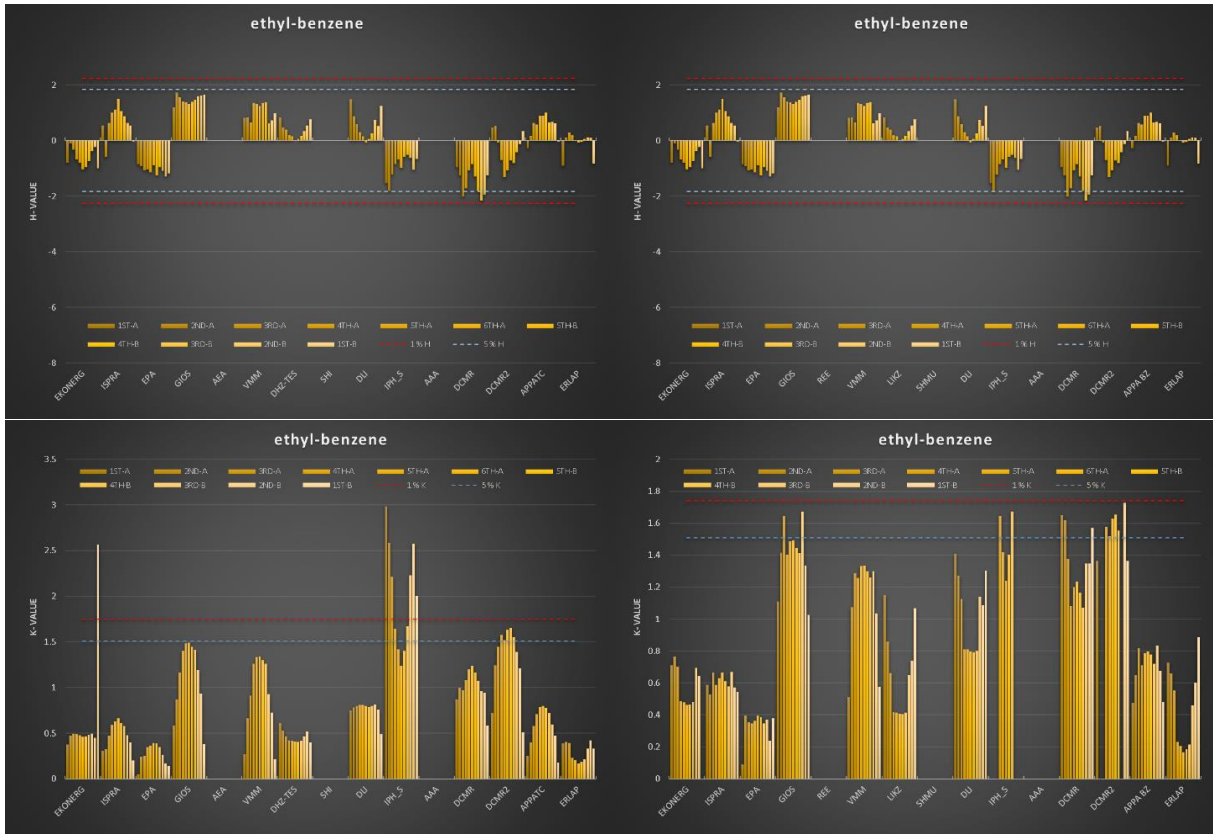 ethyl-benzene
2
0
-2
-4
-6
-8
H- VALUE
1ST-A 2ND-A 3RD-A 4TH-A 5TH-A 6TH-A 5TH-B
4TH-B 3RD-B 2ND-B 1ST-B 1% H 5% H
EKONERG ISPRA EPA GIOS AEA VMM DHZ-TES SHI DU IPH_S AAA DCMR DCMR2 APPATC ERLAP
ethyl-benzene
2
0
-2
-4
-6
-8
H- VALUE
1ST-A 2ND-A 3RD-A 4TH-A 5TH-A 6TH-A 5TH-B
4TH-B 3RD-B 2ND-B 1ST-B 1% H 5% H
EKONERG ISPRA EPA GIOS REE VMM LIKZ SHMU DU IPH_S AAA DCMR DCMR2 APPA BZ ERLAP
ethyl-benzene
3.5
3
2.5
2
1.5
1
0.5
0
K- VALUE
1ST-A 2ND-A 3RD-A 4TH-A 5TH-A 6TH-A 5TH-B
4TH-B 3RD-B 2ND-B 1ST-B 1% K 5% K
EKONERG ISPRA EPA GIOS AEA VMM DHZ-TES SHI DU IPH_S AAA DCMR DCMR2 APPATC ERLAP
ethyl-benzene
2
1.8
1.6
1.4
1.2
1
0.8
0.6
0.4
0.2
0
K- VALUE
1ST-A 2ND-A 3RD-A 4TH-A 5TH-A 6TH-A 5TH-B
4TH-B 3RD-B 2ND-B 1ST-B 1% K 5% K
EKONERG ISPRA EPA GIOS REE VMM LIKZ SHMU DU IPH_S AAA DCMR DCMR2 APPA BZ ERLAP